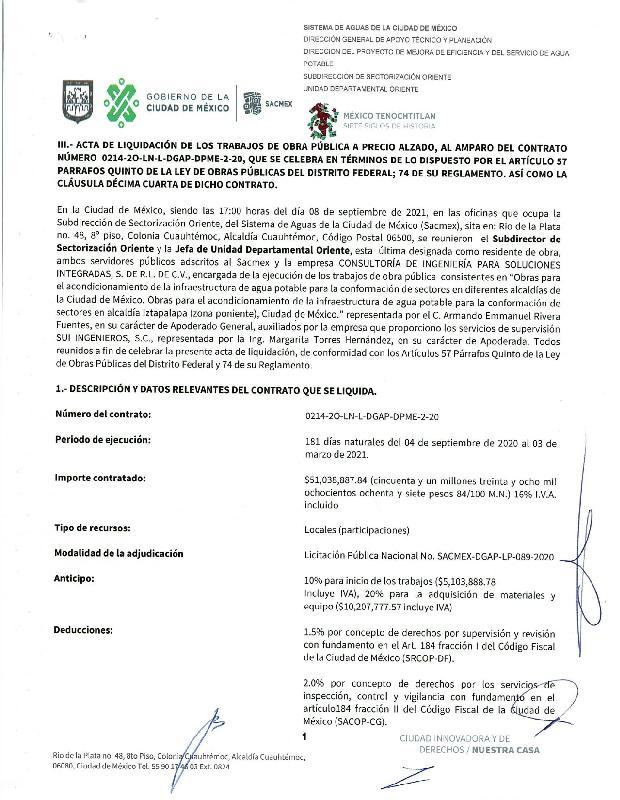 SISTEMA DE AGUAS DE LA CIUDAD DE MÉXICO
DIRECCIÓN GENERAL DE APOYO TÉCNICO Y PLANEACIÓN
DIRECCION DEL PROYECTO DE MEJORA DE EFICIENCIA Y DEL SERVICIO DE AGUA
POTABLE
SUBDIRECCIÓN DE SECTORIZACIÓN ORIENTE
UNIDAD DEPARTAMENTAL ORIENTE
GOBIERNO DE LA
CIUDAD DE MÉXICO
SACMEX
MÉXICO TENOCHTITLAN
SIETE SIGLOS DE HISTORIA
III.- ACTA DE LIQUIDACIÓN DE LOS TRABAJOS DE OBRA PÚBLICA A PRECIO ALZADO, AL AMPARO DEL CONTRATO
NÚMERO 0214-2O-LN-L-DGAP-DPME-2-20, QUE SE CELEBRA EN TÉRMINOS DE LO DISPUESTO POR EL ARTÍCULO 57
PARRAFOS QUINTO DE LA LEY DE OBRAS PÚBLICAS DEL DISTRITO FEDERAL; 74 DE SU REGLAMENTO. ASÍ COMO LA
CLÁUSULA DÉCIMA CUARTA DE DICHO CONTRATO.
En la Ciudad de México, siendo las 17:00 horas del día 08 de septiembre de 2021, en las oficinas que ocupa la
Subdirección de Sectorización Oriente, del Sistema de Aguas de la Ciudad de México (Sacmex), sita en: Rio de la Plata
no. 48, 8º piso, Colonia Cuauhtémoc, Alcaldía Cuauhtémoc, Código Postal 06500, se reunieron el Subdirector de
Sectorización Oriente y la Jefa de Unidad Departamental Oriente, esta última designada como residente de obra,
ambos servidores públicos adscritos al Sacmex y la empresa CONSULTORÍA DE INGENIERÍA PARA SOLUCIONES
INTEGRADAS, S. DE R.L. DE C.V., encargada de la ejecución de los trabajos de obra pública consistentes en "Obras para
el acondicionamiento de la infraestructura de agua potable para la conformación de sectores en diferentes alcaldías de
la Ciudad de México. Obras para el acondicionamiento de la infraestructura de agua potable para la conformación de
sectores en alcaldía Iztapalapa (zona poniente), Ciudad de México." representada por el C. Armando Emmanuel Rivera
Fuentes, en su carácter de Apoderado General, auxiliados por la empresa que proporciono los servicios de supervisión
SUI INGENIEROS, S.C., representada por la Ing. Margarita Torres Hernández, en su carácter de Apoderada. Todos
reunidos a fin de celebrar la presente acta de liquidación, de conformidad con los Artículos 57 Párrafos Quinto de la Ley
de Obras Públicas del Distrito Federal y 74 de su Reglamento.
1.- DESCRIPCIÓN Y DATOS RELEVANTES DEL CONTRATO QUE SE LIQUIDA.
Número del contrato:
0214-2O-LN-L-DGAP-DPME-2-20
Periodo de ejecución:
181 días naturales del 04 de septiembre de 2020 al 03 de
marzo de 2021.
Importe contratado:
$51,038,887.84 (cincuenta y un millones treinta y ocho mil
ochocientos ochenta y siete pesos 84/100 M.N.) 16% I.V.A.
incluido
Tipo de recursos:
Locales (participaciones)
Modalidad de la adjudicación
Licitación Pública Nacional No. SACMEX-DGAP-LP-089-2020
Anticipo:
10% para inicio de los trabajos ($5,103,888.78
Incluye IVA), 20% para la adquisición de materiales y
equipo ($10,207,777.57 incluye IVA)
Deducciones:
1.5% por concepto de derechos por supervisión y revisión
con fundamento en el Art. 184 fracción I del Código Fiscal
de la Ciudad de México (SRCOP-DF).
2.0% por concepto de derechos por los servicios de
inspección, control y vigilancia con fundamento en el
artículo184 fracción II del Código Fiscal de la Ciudad de
México (SACOP-CG).
1
CIUDAD INNOVADORA Y DE
DERECHOS / NUESTRA CASA
Río de la Plata no. 48, 8to Piso, Colonia Cuauhtémoc, Alcaldía Cuauhtémoc,
06080, Ciudad de México Tel. 55 90 17 46 03 Ext. 0824